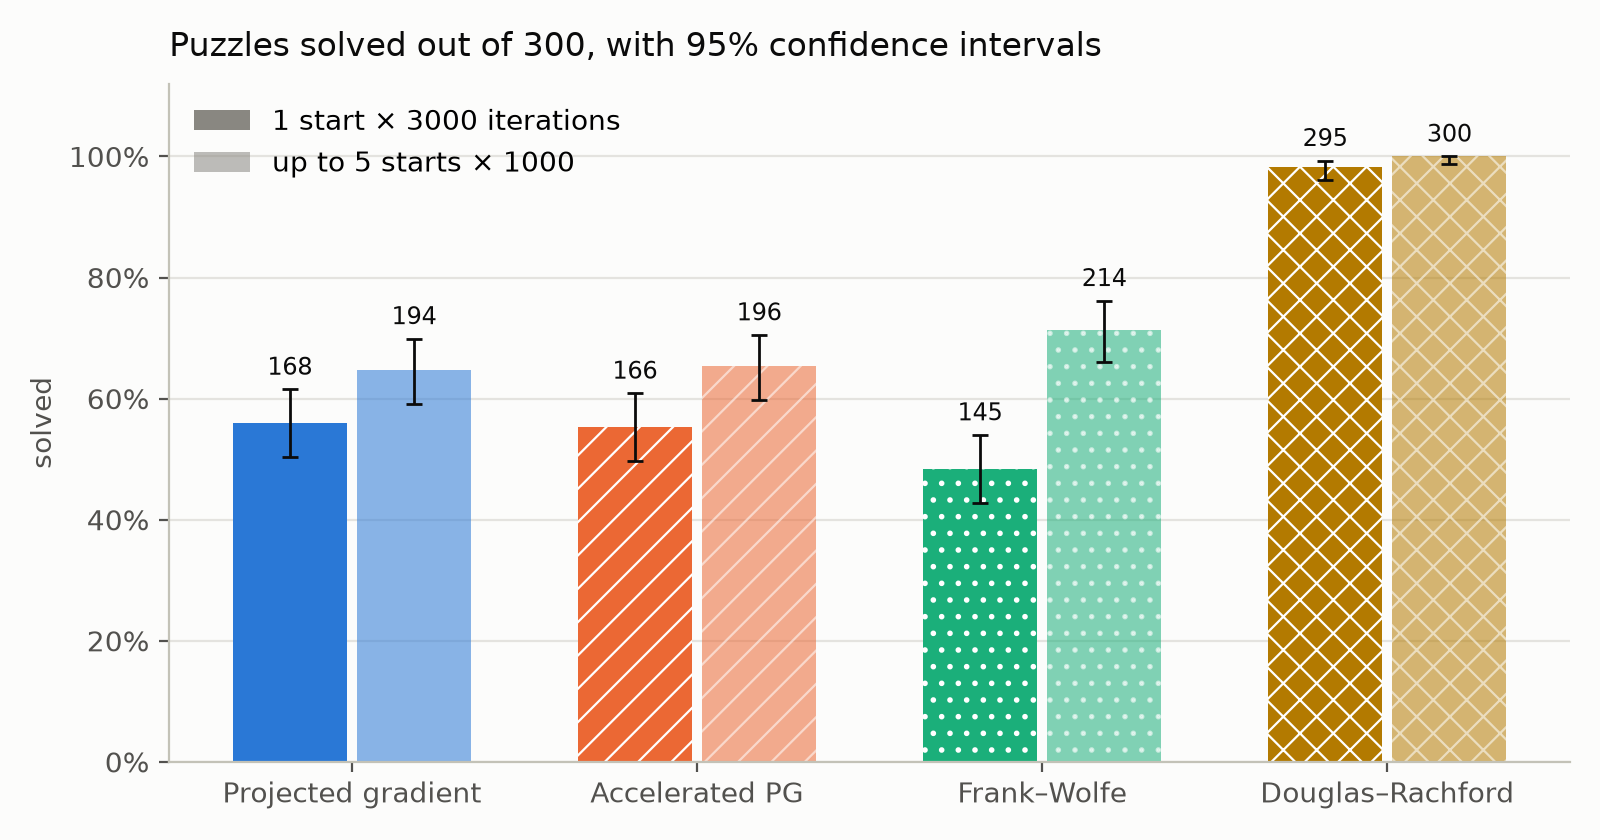 Puzzles solved out of 300, with 95% confidence intervals
1 start × 3000 iterations
up to 5 starts × 1000
100%
80%
60%
40%
20%
0%
solved
168
194
166
196
145
214
295
300
Projected gradient
Accelerated PG
Frank–Wolfe
Douglas–Rachford